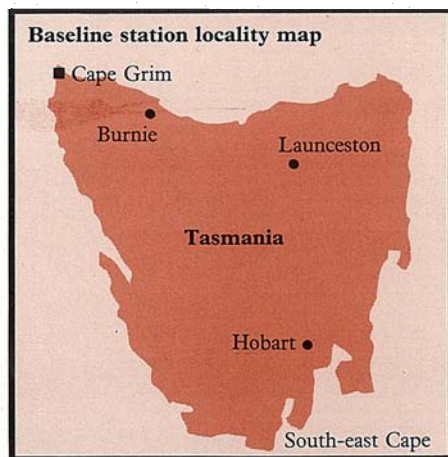 Baseline station locality map
Cape Grim
Burnie
Launceston
Tasmania
Hobart
South-east Cape